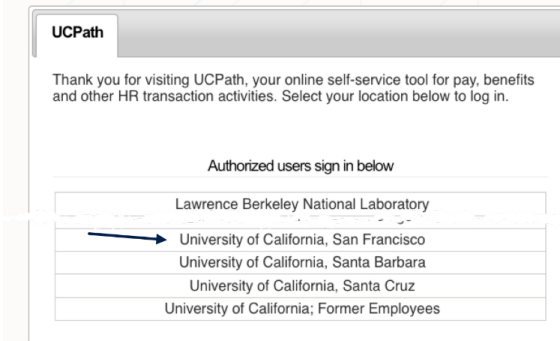 UCPath
Thank you for visiting UCPath, your online self-service tool for pay, benefits
and other HR transaction activities. Select your location below to log in.
Authorized users sign in below
Lawrence Berkeley National Laboratory
University of California, San Francisco
University of California, Santa Barbara
University of California, Santa Cruz
University of California; Former Employees